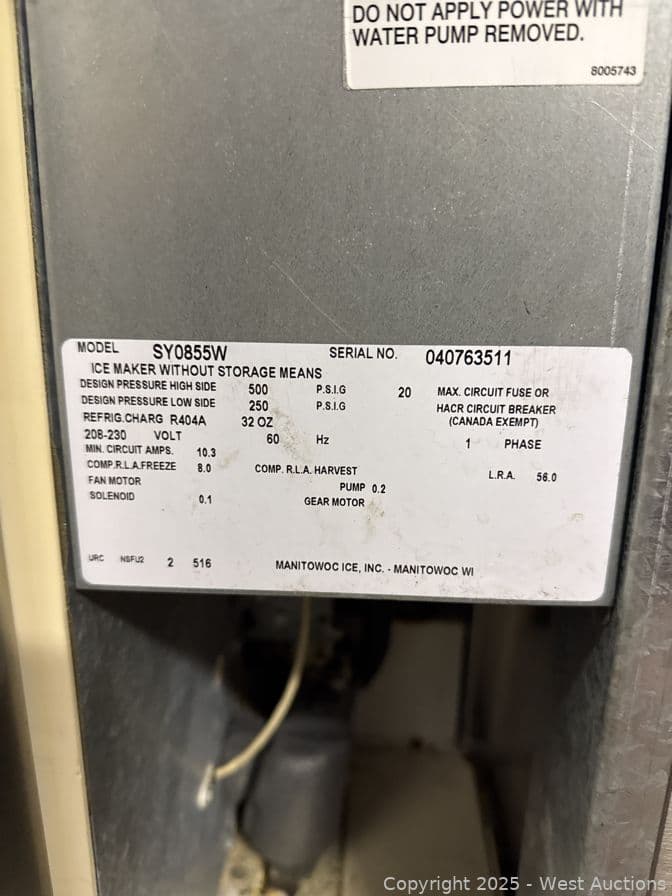 DO NOT APPLY POWER WITH
WATER PUMP REMOVED.
8005743
MODEL SY0855W SERIAL NO. 040763511
ICE MAKER WITHOUT STORAGE MEANS
DESIGN PRESSURE HIGH SIDE 500 P.S.I.G 20 MAX. CIRCUIT FUSE OR
DESIGN PRESSURE LOW SIDE 250 P.S.I.G HACR CIRCUIT BREAKER
REFRIG.CHARG R404A 32 OZ (CANADA EXEMPT)
208-230 VOLT 60 Hz 1 PHASE
MIN. CIRCUIT AMPS. 10.3
COMP.R.L.A.FREEZE 8.0 COMP. R.L.A. HARVEST L.R.A. 56.0
FAN MOTOR PUMP 0.2
SOLENOID 0.1 GEAR MOTOR
URC NSFU2 2 516 MANITOWOC ICE, INC. - MANITOWOC WI
Copyright 2025 - West Auctions